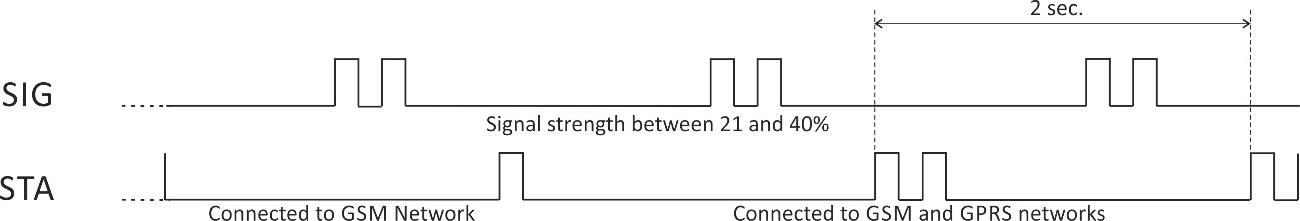 2 sec.
SIG
Signal strength between 21 and 40%
STA
Connected to GSM Network
Connected to GSM and GPRS networks